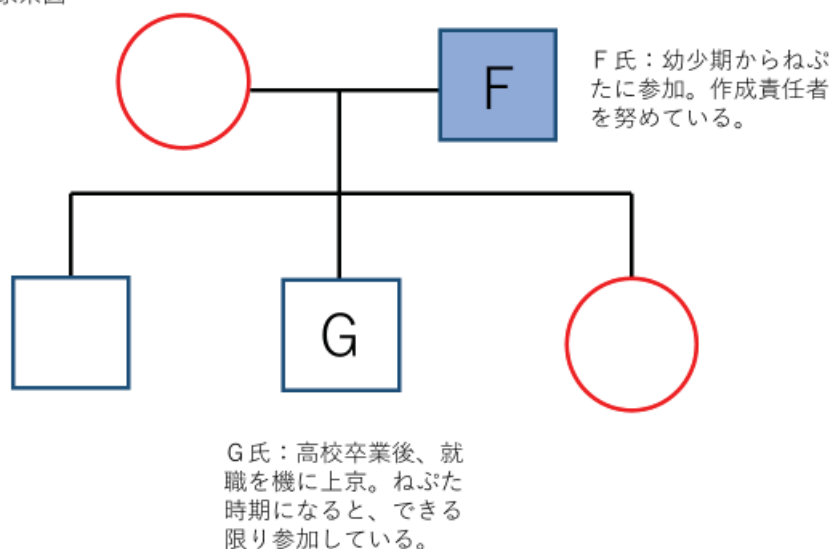 F
F氏：幼少期からねぷ
たに参加。作成責任者
を努めている。
G
G氏：高校卒業後、就
職を機に上京。ねぷた
時期になると、できる
限り参加している。